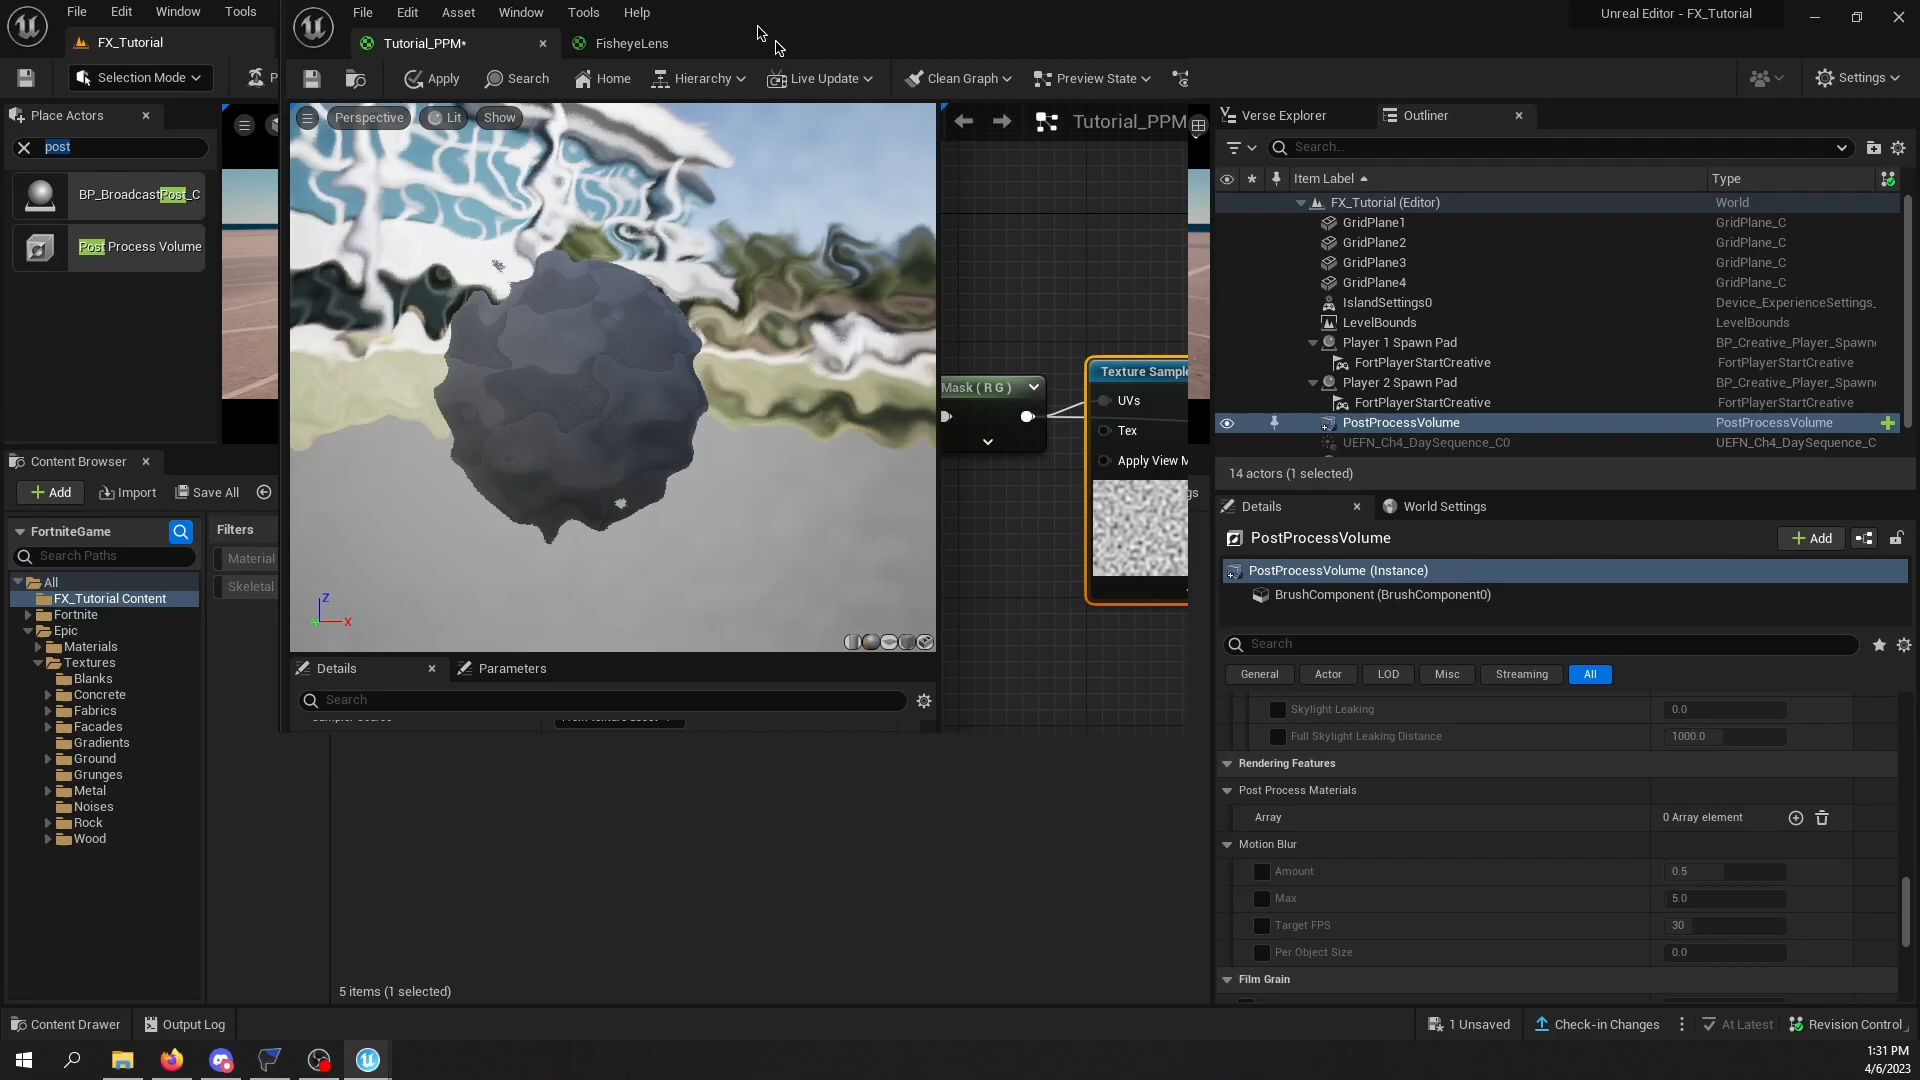 File Edit Window Tools
File Edit Asset Window Tools Help
Unreal Editor - FX_Tutorial
FX_Tutorial
Tutorial_PPM*
FisheyeLens
Selection Mode
P
Apply Search Home Hierarchy Live Update Clean Graph Preview State
Settings
Place Actors
post
BP_BroadcastPost_C
Post Process Volume
Perspective Lit Show
Z
X
Tutorial_PPM
Mask ( R G )
Texture Sample
UVs
Tex
Apply View M
gs
Verse Explorer Outliner
Search...
Item Label Type
FX_Tutorial (Editor) World
GridPlane1 GridPlane_C
GridPlane2 GridPlane_C
GridPlane3 GridPlane_C
GridPlane4 GridPlane_C
IslandSettings0 Device_ExperienceSettings_
LevelBounds LevelBounds
Player 1 Spawn Pad BP_Creative_Player_Spawn
FortPlayerStartCreative FortPlayerStartCreative
Player 2 Spawn Pad BP_Creative_Player_Spawn
FortPlayerStartCreative FortPlayerStartCreative
PostProcessVolume PostProcessVolume
UEFN_Ch4_DaySequence_C0 UEFN_Ch4_DaySequence_C
14 actors (1 selected)
Content Browser
Add Import Save All
FortniteGame
Filters
Search Paths
Material
Skeletal
All
FX_Tutorial Content
Fortnite
Epic
Materials
Textures
Blanks
Concrete
Fabrics
Facades
Gradients
Ground
Grunges
Metal
Noises
Rock
Wood
Details Parameters
Search
5 items (1 selected)
Details World Settings
PostProcessVolume
Add
PostProcessVolume (Instance)
BrushComponent (BrushComponent0)
Search
General Actor LOD Misc Streaming All
Skylight Leaking 0.0
Full Skylight Leaking Distance 1000.0
Rendering Features
Post Process Materials
Array 0 Array element
Motion Blur
Amount 0.5
Max 5.0
Target FPS 30
Per Object Size 0.0
Film Grain
Content Drawer Output Log
1 Unsaved Check-in Changes At Latest Revision Control
1:31 PM
4/6/2023